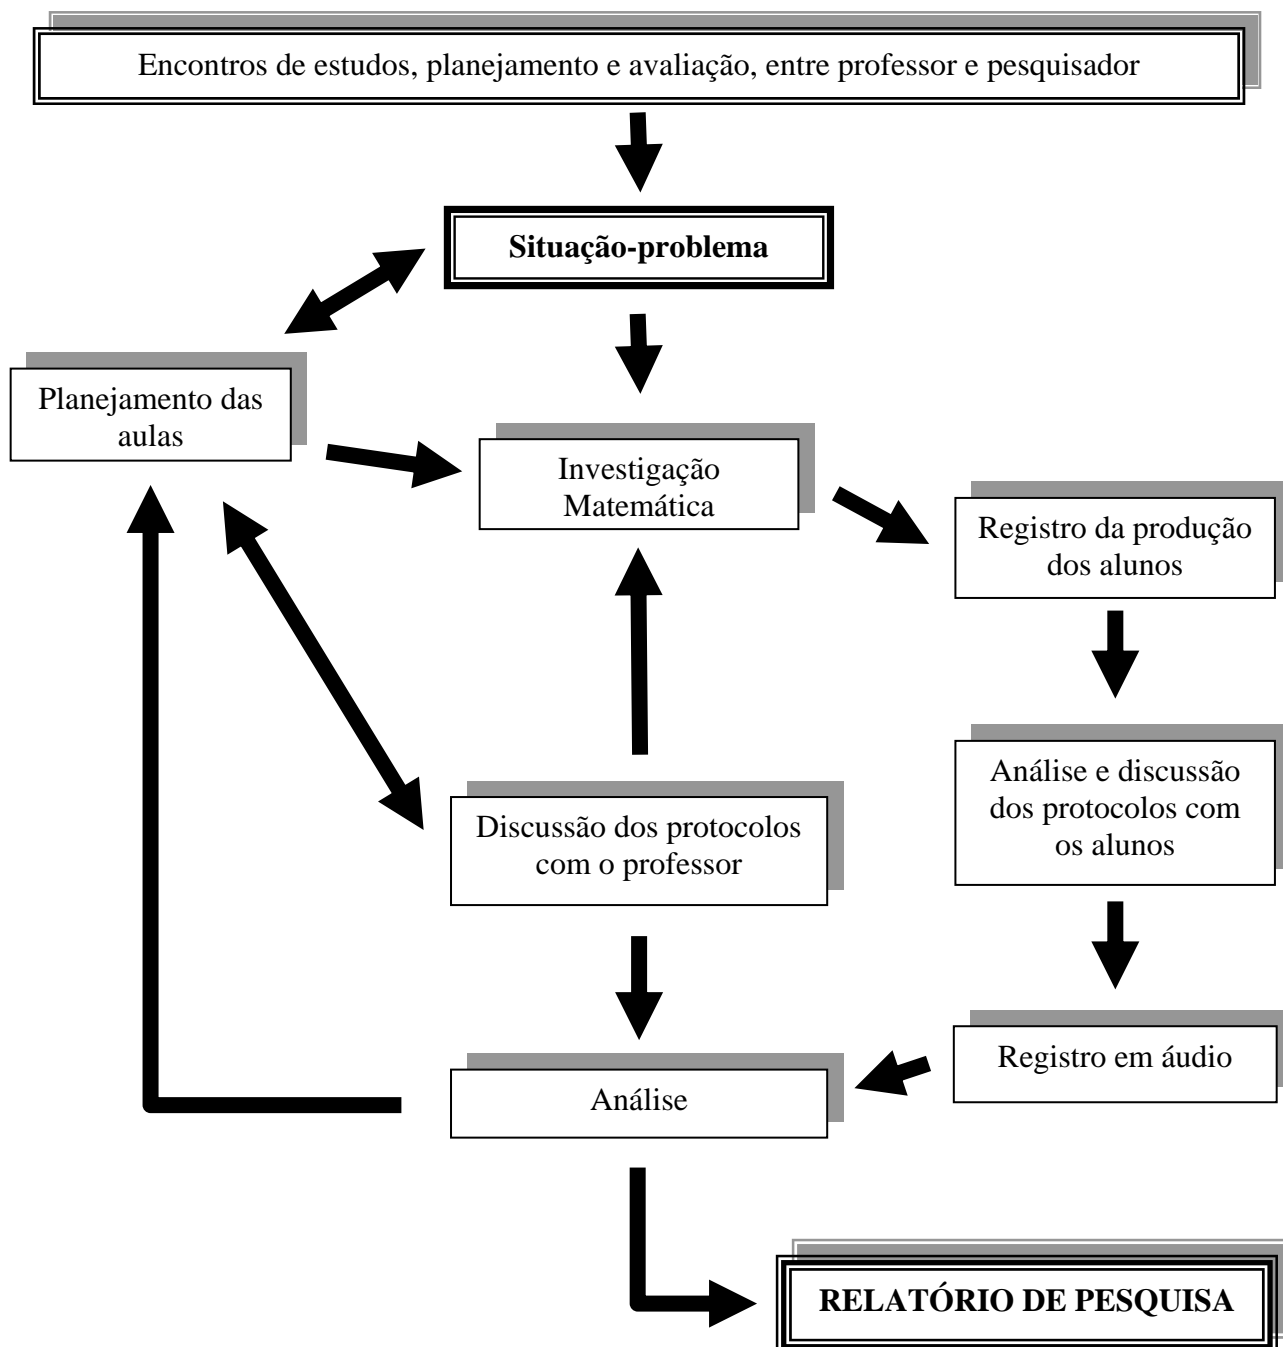 Encontros de estudos, planejamento e avaliação, entre professor e pesquisador
Situação-problema
Planejamento das
aulas
Investigação
Matemática
Registro da produção
dos alunos
Análise e discussão
dos protocolos com
os alunos
Discussão dos protocolos
com o professor
Registro em áudio
Análise
RELATÓRIO DE PESQUISA